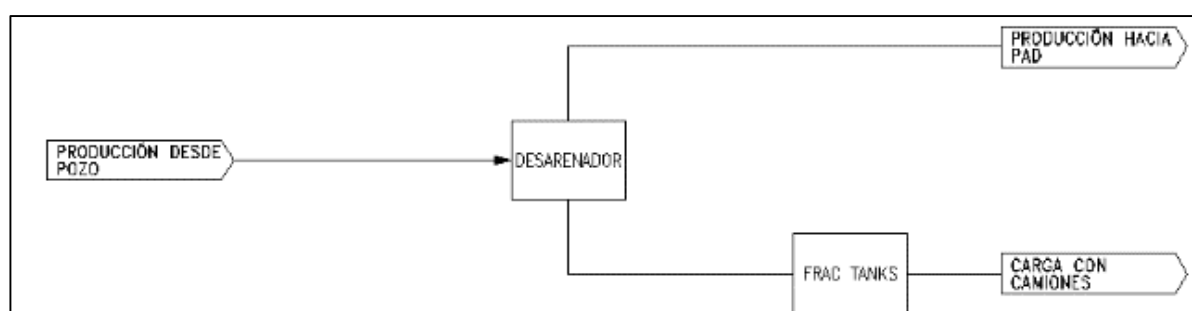 PRODUCCIÓN HACIA
PAD
PRODUCCIÓN DESDE
POZO
DESARENADOR
FRAC TANKS
CARGA CON
CAMIONES